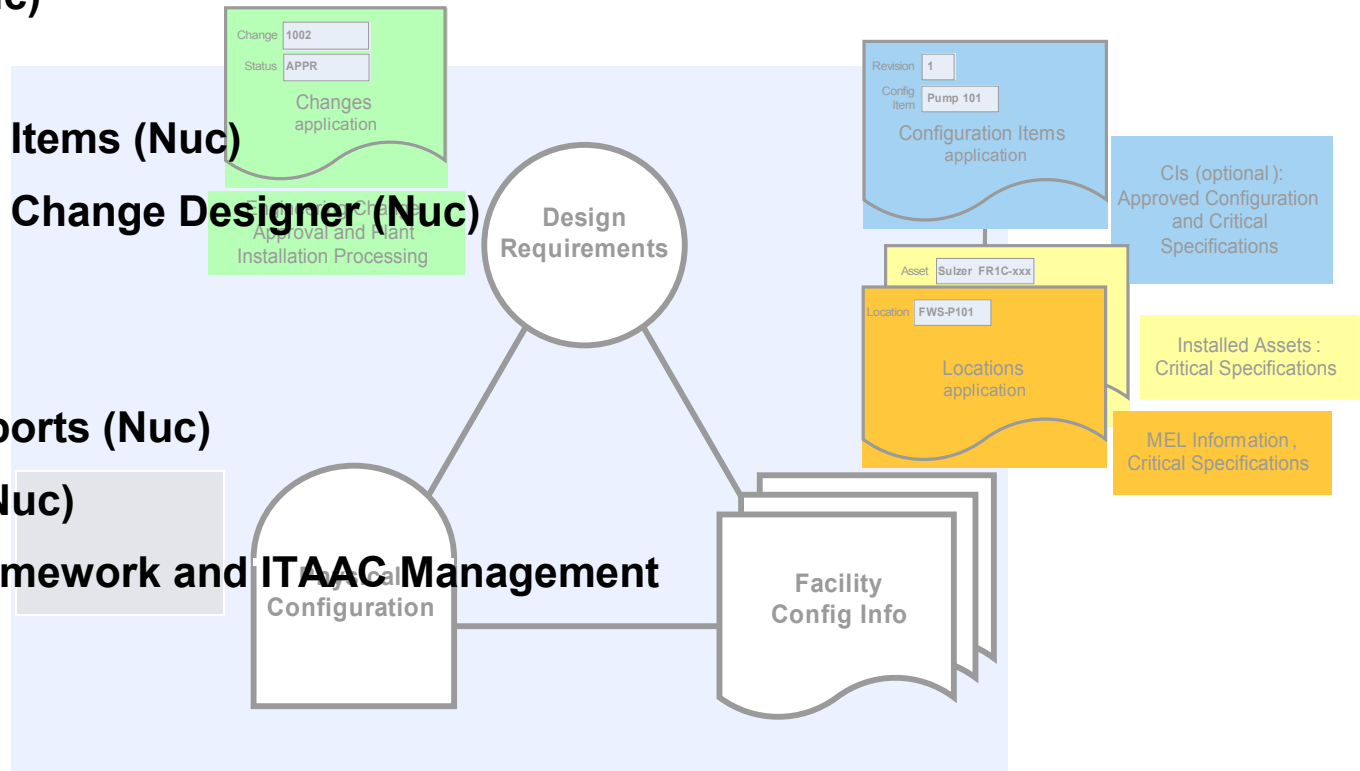 Change 1002
Status APPR
Changes
application
Items (Nuc)
Change Designer (Nuc)
Engineering Change
Approval and Plant
Installation Processing
Design
Requirements
Revision 1
Config
Item
Pump 101
Configuration Items
application
CIs (optional):
Approved Configuration
and Critical
Specifications
Asset Sulzer FR1C-xxx
Location FWS-P101
Locations
application
Installed Assets :
Critical Specifications
MEL Information ,
Critical Specifications
(Nuc)
and ITAAC Management
Physical
Configuration
Facility
Config Info